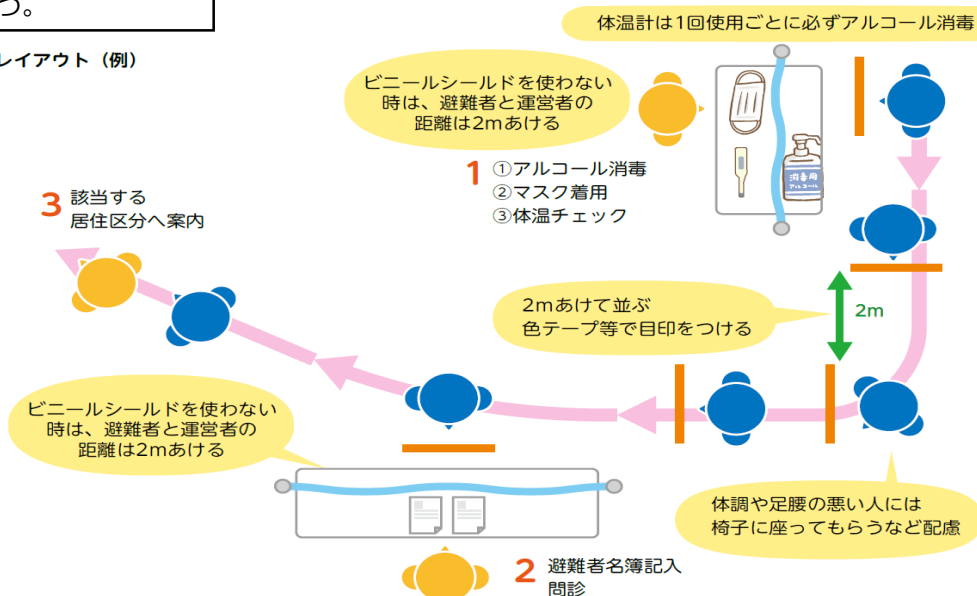 つ。
レイアウト（例）
体温計は1回使用ごとに必ずアルコール消毒
ビニールシールドを使わない
時は、避難者と運営者の
距離は2mあける
1 ①アルコール消毒
②マスク着用
③体温チェック
消毒用
アルコール
3 該当する
居住区分へ案内
2mあけて並ぶ
色テープ等で目印をつける
2m
ビニールシールドを使わない
時は、避難者と運営者の
距離は2mあける
体調や足腰の悪い人には
椅子に座ってもらうなど配慮
2 避難者名簿記入
問診